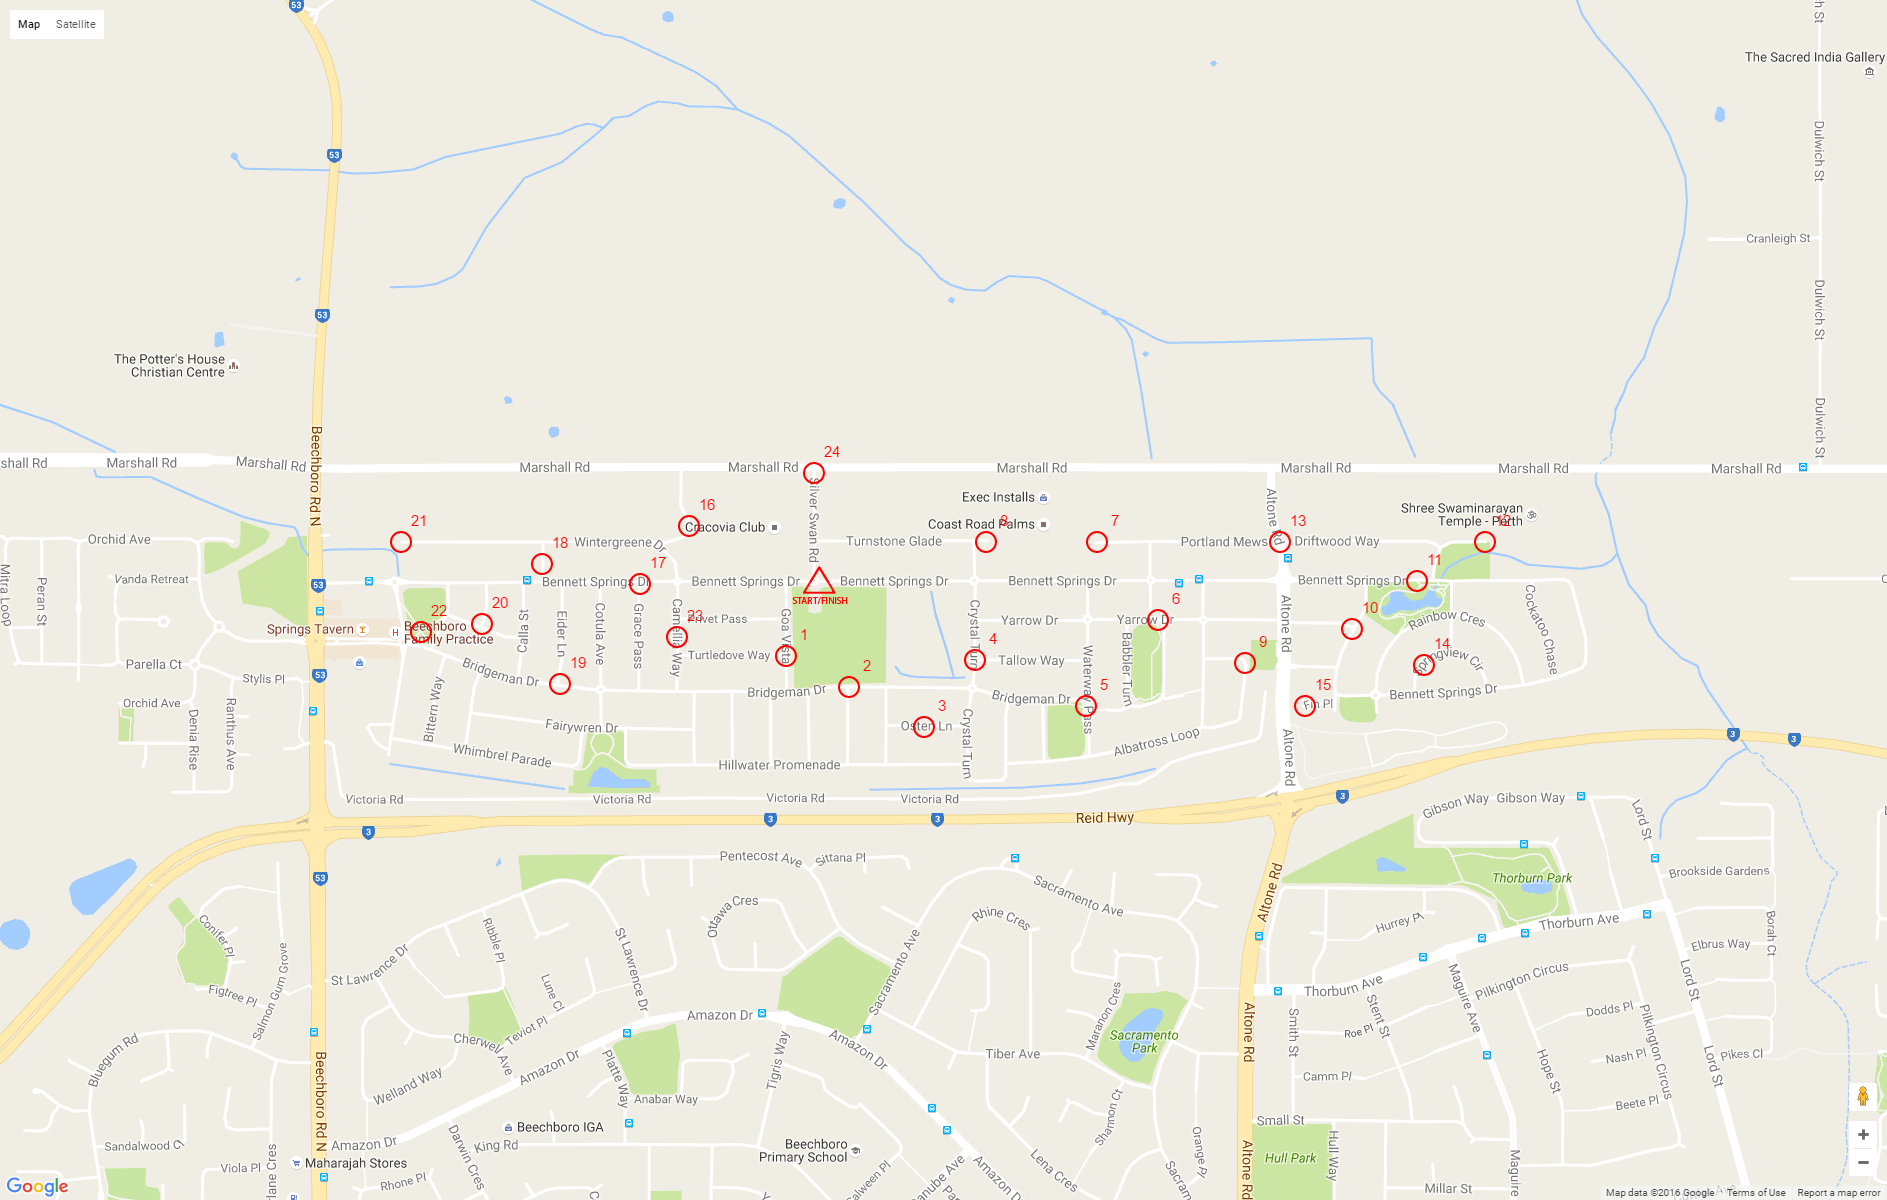 Map Satellite
53
The Sacred India Gallery
Dulwich St
53
Dulwich St
Cranleigh St
53
Dulwich St
The Potter's House
Christian Centre
Dulwich St
Beechboro Rd N
24
Marshall Rd
Marshall Rd
Marshall Rd
Marshall Rd
Marshall Rd
Marshall Rd
Marshall Rd
Marshall Rd
Silver Swan Rd
Exec Installs
Altone Rd
16
Cracovia Club
Coast Road Palms
8
7
13
Shree Swaminarayan
Temple - Perth
12
21
Orchid Ave
Wintergreene Dr
Turnstone Glade
Portland Mews
Driftwood Way
18
17
11
Mitra Loop
Peran St
Vanda Retreat
53
Bennett Springs Dr
Bennett Springs Dr
Bennett Springs Dr
Bennett Springs Dr
Bennett Springs Dr
START/FINISH
22
20
23
1
4
6
10
Springs Tavern
H
Beechboro
Family Practice
Calla St
Eider Ln
Cotula Ave
Grace Pass
Camellia Way
Privet Pass
Goa Vista
Crystal Turn
Yarrow Dr
Yarrow Dr
Altone Rd
Rainbow Cres
Cockatoo Chase
Turtledove Way
Tallow Way
Waterway Pass
Babbler Turn
9
14
Springview Cir
Parella Ct
53
Stylis Pl
Bridgeman Dr
19
2
Bridgeman Dr
Bridgeman Dr
5
15
Bennett Springs Dr
Fin Pl
Orchid Ave
Denia Rise
Ranthus Ave
Bittern Way
Fairywren Dr
3
Osten Ln
Crystal Turn
Albatross Loop
Altone Rd
3
3
Whimbrel Parade
Hillwater Promenade
Victoria Rd
Victoria Rd
Victoria Rd
Victoria Rd
3
Gibson Way
Gibson Way
Lord St
3
3
3
Reid Hwy
Pentecost Ave
Sittana Pl
53
Sacramento Ave
Altone Rd
Thorburn Park
Brookside Gardens
Ottawa Cres
Rhine Cres
Hurrey Pl
Thorburn Ave
Borah Ct
Conifer Pl
Ribble Pl
St Lawrence Dr
Sacramento Ave
Elbrus Way
Salmon Gum Grove
St Lawrence Dr
Figtree Pl
Lune Cl
Maguire Ave
Pilkington Circus
Lord St
Thorburn Ave
Teviot Pl
Cherwell Ave
Amazon Dr
Amazon Dr
Maranon Cres
Sacramento
Park
Altone Rd
Smith St
Stent St
Roe Pl
Dodds Pl
Pilkington Circus
Bluegum Rd
Amazon Dr
Platte Way
Tigris Way
Tiber Ave
Nash Pl
Pikes Cl
Hope St
Lord St
Welland Way
Anabar Way
Camm Pl
Beete Pl
Shannon Ct
Beechboro Rd N
Small St
Beechboro IGA
Amazon Dr
King Rd
Darwin Cres
Beechboro
Primary School
Orange Pl
Altone Rd
Hull Park
Hull Way
Maguire
Sandalwood Ct
Maharajah Stores
Viola Pl
Rhone Pl
Salween Pl
Danube Ave
Amazon Dr
Lena Cres
Millar St
Google
Map data ©2016 Google
Terms of Use
Report a map error